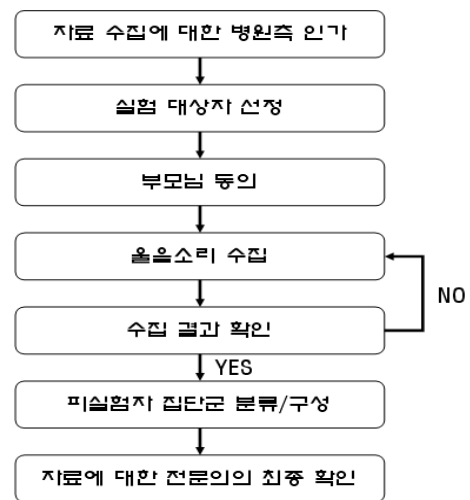 자료 수집에 대한 병원측 인가
실험 대상자 선정
부모님 동의
울음소리 수집
NO
수집 결과 확인
YES
피실험자 집단군 분류/구성
자료에 대한 전문의의 최종 확인